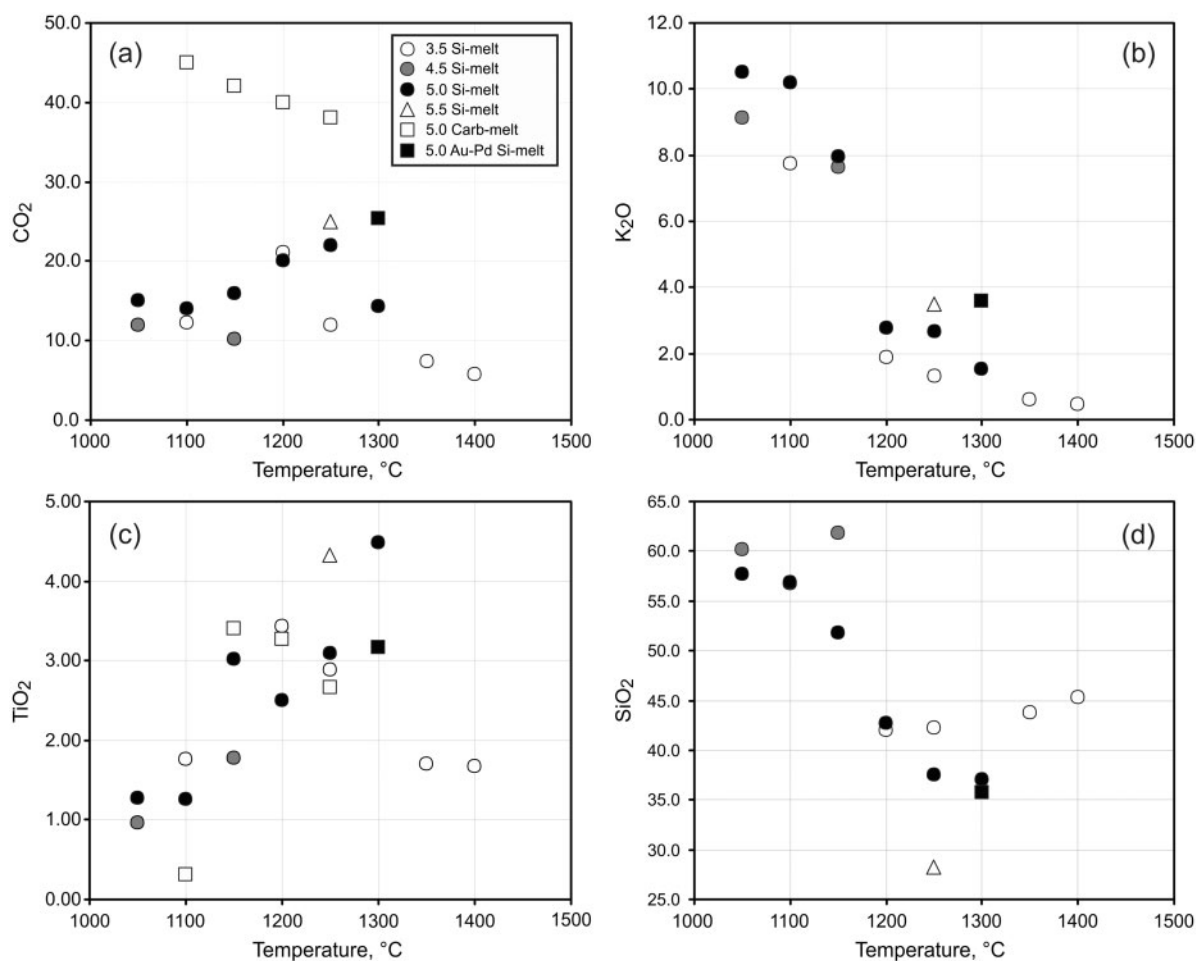 (a)
50.0
40.0
30.0
20.0
10.0
0.0
CO₂
3.5 Si-melt
4.5 Si-melt
5.0 Si-melt
5.5 Si-melt
5.0 Carb-melt
5.0 Au-Pd Si-melt
1000 1100 1200 1300 1400 1500
Temperature, °C
(b)
12.0
10.0
8.0
6.0
4.0
2.0
0.0
K₂O
1000 1100 1200 1300 1400 1500
Temperature, °C
(c)
5.00
4.00
3.00
2.00
1.00
0.00
TiO₂
1000 1100 1200 1300 1400 1500
Temperature, °C
(d)
65.0
60.0
55.0
50.0
45.0
40.0
35.0
30.0
25.0
SiO₂
1000 1100 1200 1300 1400 1500
Temperature, °C